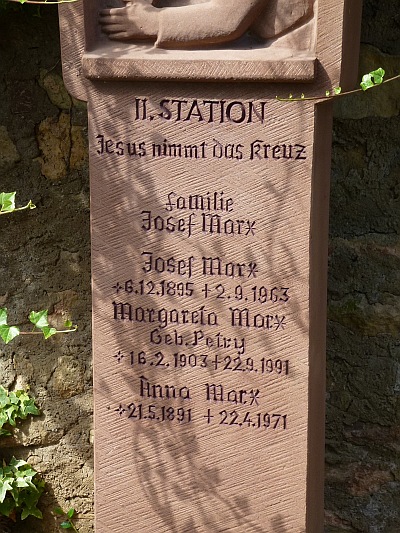 II. STATION
Jesus nimmt das Kreuz
Familie
Josef Marx
Josef Marx
*6.12.1895 +2.9.1963
Margareta Marx
Geb. Petry
*16.2.1903 +22.9.1991
Anna Marx
*21.5.1891 +22.4.1971